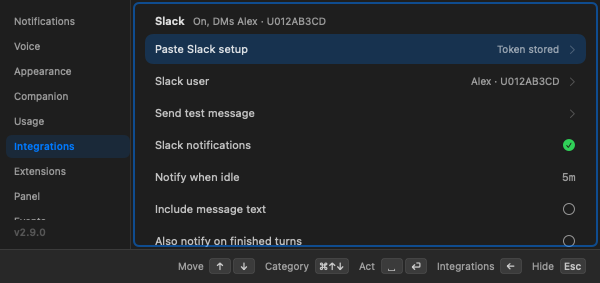 Notifications
Voice
Appearance
Companion
Usage
Integrations
Extensions
Panel
Events
v2.9.0
Slack On, DMs Alex · U012AB3CD
Paste Slack setup Token stored
Slack user Alex · U012AB3CD
Send test message
Slack notifications
Notify when idle 5m
Include message text
Also notify on finished turns
Move ↑ ↓ Category ⌘↑↓ Act ⎵ ↩ Integrations ← Hide Esc